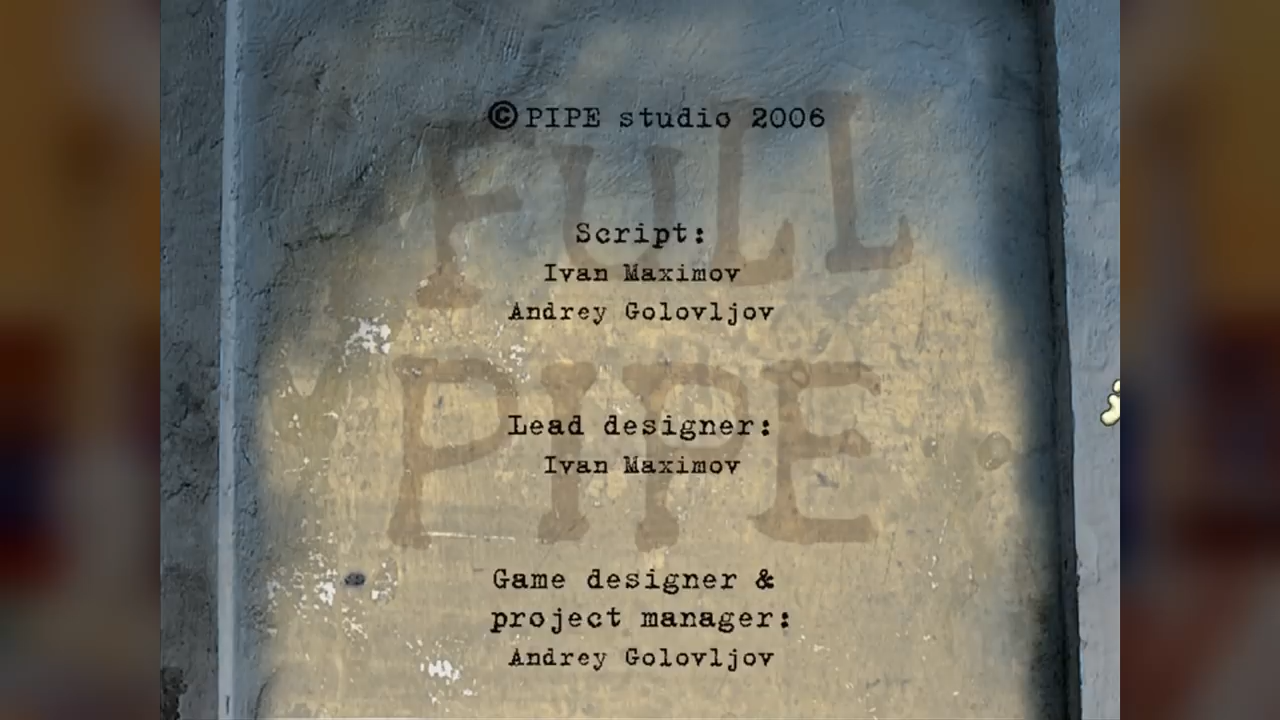 © PIPE studio 2006
FULL
Script:
Ivan Maximov
Andrey Golovljov
PIPE
Lead designer:
Ivan Maximov
Game designer &
project manager:
Andrey Golovljov